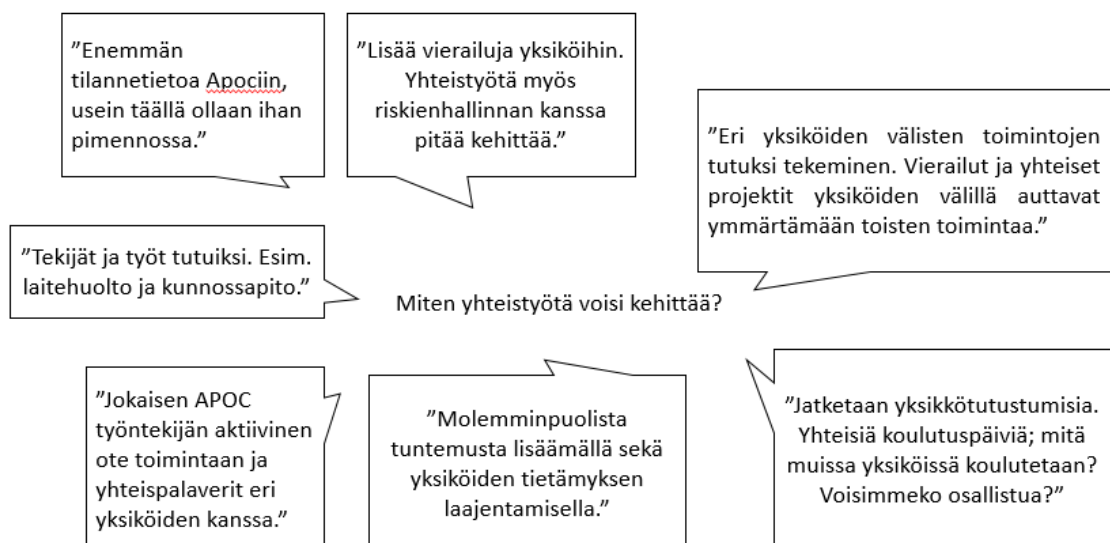 ”Enemmän
tilannetietoa Apociin,
usein täällä ollaan ihan
pimennossa.”
”Lisää vierailuja yksiköihin.
Yhteistyötä myös
riskienhallinnan kanssa
pitää kehittää.”
”Eri yksiköiden välisten toimintojen
tutuksi tekeminen. Vierailut ja yhteiset
projektit yksiköiden välillä auttavat
ymmärtämään toisten toimintaa.”
”Tekijät ja työt tutuiksi. Esim.
laitehuolto ja kunnossapito.”
Miten yhteistyötä voisi kehittää?
”Jokaisen APOC
työntekijän aktiivinen
ote toimintaan ja
yhteispalaverit eri
yksiköiden kanssa.”
”Molemminpuolista
tuntemusta lisäämällä sekä
yksiköiden tietämyksen
laajentamisella.”
”Jatketaan yksikkötutustumisia.
Yhteisiä koulutuspäiviä; mitä
muissa yksiköissä koulutetaan?
Voisimmeko osallistua?”